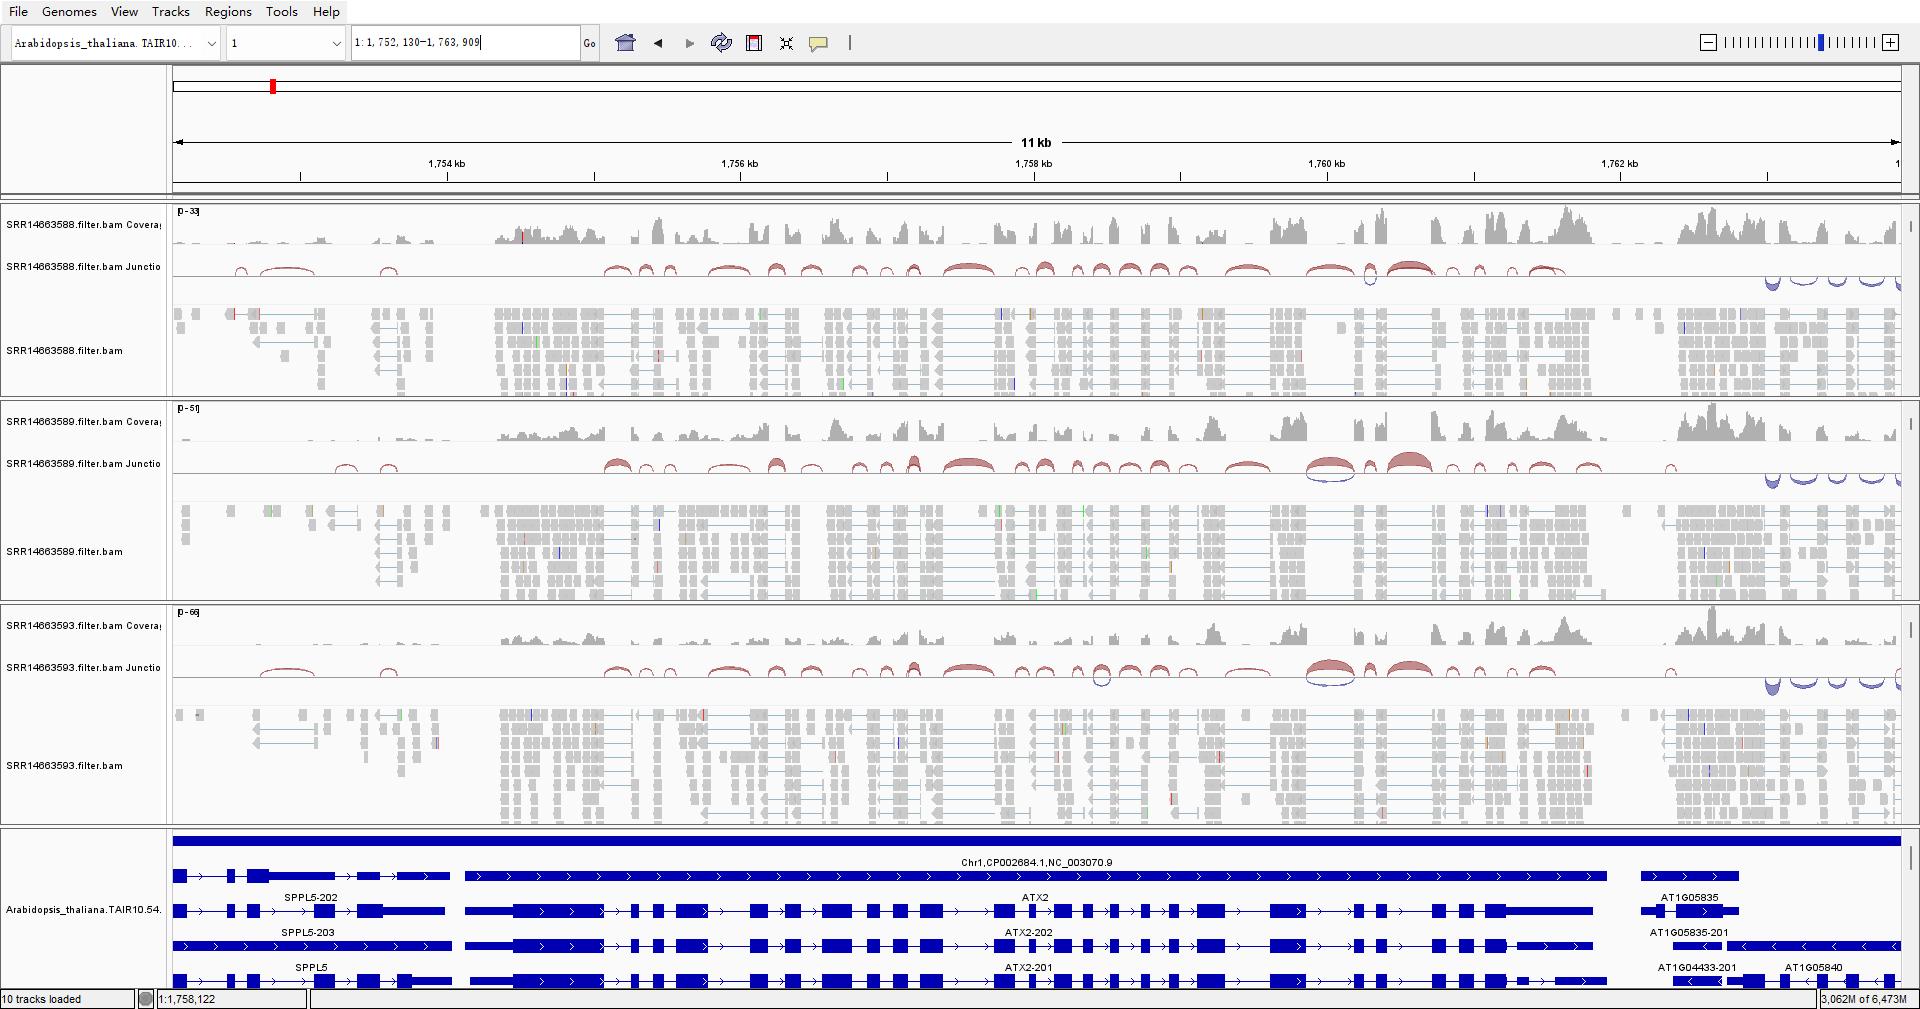 File Genomes View Tracks Regions Tools Help
Arabidopsis_thaliana.TAIR10... 1 1:1,752,130-1,763,909 Go
11 kb
1,754 kb 1,756 kb 1,758 kb 1,760 kb 1,762 kb 1
[0-33]
SRR14663588.filter.bam Covera
SRR14663588.filter.bam Junctio
SRR14663588.filter.bam
[0-51]
SRR14663589.filter.bam Covera
SRR14663589.filter.bam Junctio
SRR14663589.filter.bam
[0-66]
SRR14663593.filter.bam Covera
SRR14663593.filter.bam Junctio
SRR14663593.filter.bam
Chr1,CP002684.1,NC_003070.9
SPPL5-202 ATX2 AT1G05835
Arabidopsis_thaliana.TAIR10.54.
SPPL5-203 ATX2-202 AT1G05835-201
SPPL5 ATX2-201 AT1G04433-201 AT1G05840
10 tracks loaded 1:1,758,122 3,062M of 6,473M